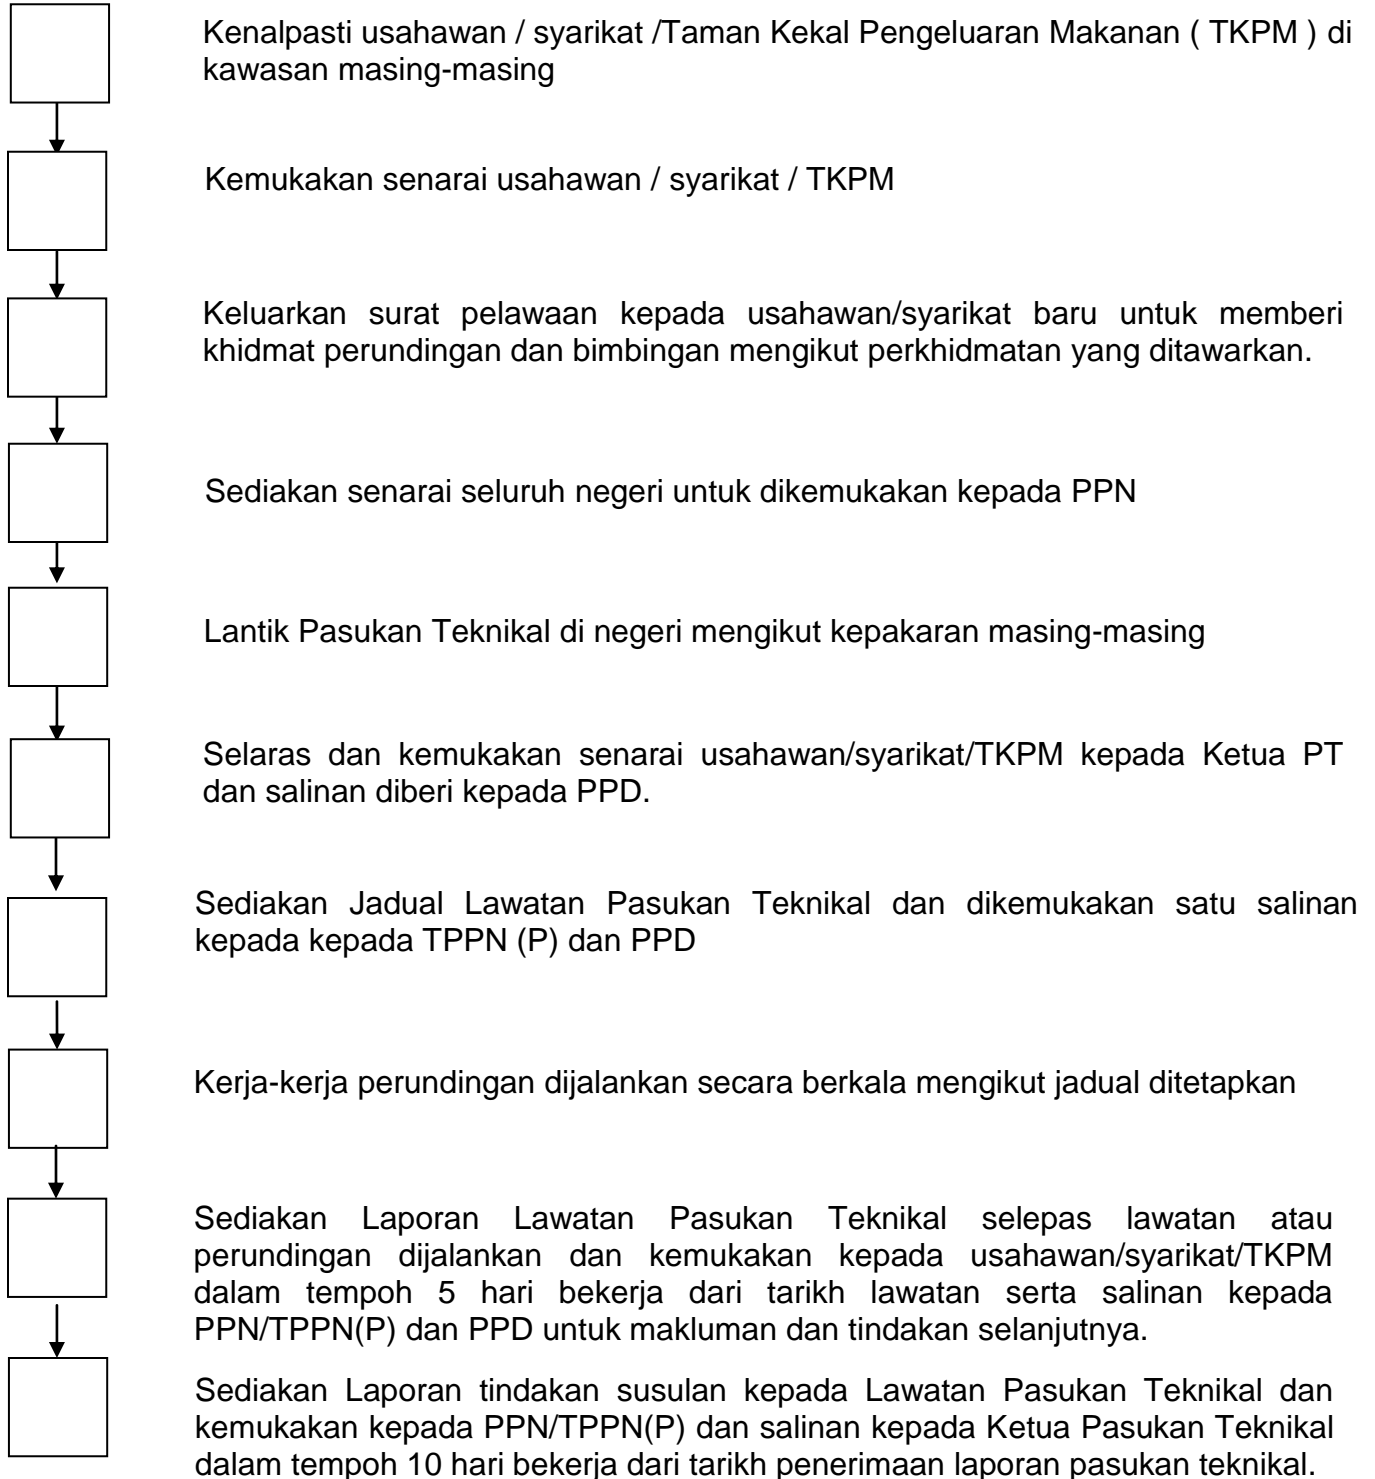 Kenalpasti usahawan / syarikat /Taman Kekal Pengeluaran Makanan ( TKPM ) di
kawasan masing-masing
Kemukakan senarai usahawan / syarikat / TKPM
Keluarkan surat pelawaan kepada usahawan/syarikat baru untuk memberi
khidmat perundingan dan bimbingan mengikut perkhidmatan yang ditawarkan.
Sediakan senarai seluruh negeri untuk dikemukakan kepada PPN
Lantik Pasukan Teknikal di negeri mengikut kepakaran masing-masing
Selaras dan kemukakan senarai usahawan/syarikat/TKPM kepada Ketua PT
dan salinan diberi kepada PPD.
Sediakan Jadual Lawatan Pasukan Teknikal dan dikemukakan satu salinan
kepada kepada TPPN (P) dan PPD
Kerja-kerja perundingan dijalankan secara berkala mengikut jadual ditetapkan
Sediakan Laporan Lawatan Pasukan Teknikal selepas lawatan atau
perundingan dijalankan dan kemukakan kepada usahawan/syarikat/TKPM
dalam tempoh 5 hari bekerja dari tarikh lawatan serta salinan kepada
PPN/TPPN(P) dan PPD untuk makluman dan tindakan selanjutnya.
Sediakan Laporan tindakan susulan kepada Lawatan Pasukan Teknikal dan
kemukakan kepada PPN/TPPN(P) dan salinan kepada Ketua Pasukan Teknikal
dalam tempoh 10 hari bekerja dari tarikh penerimaan laporan pasukan teknikal.